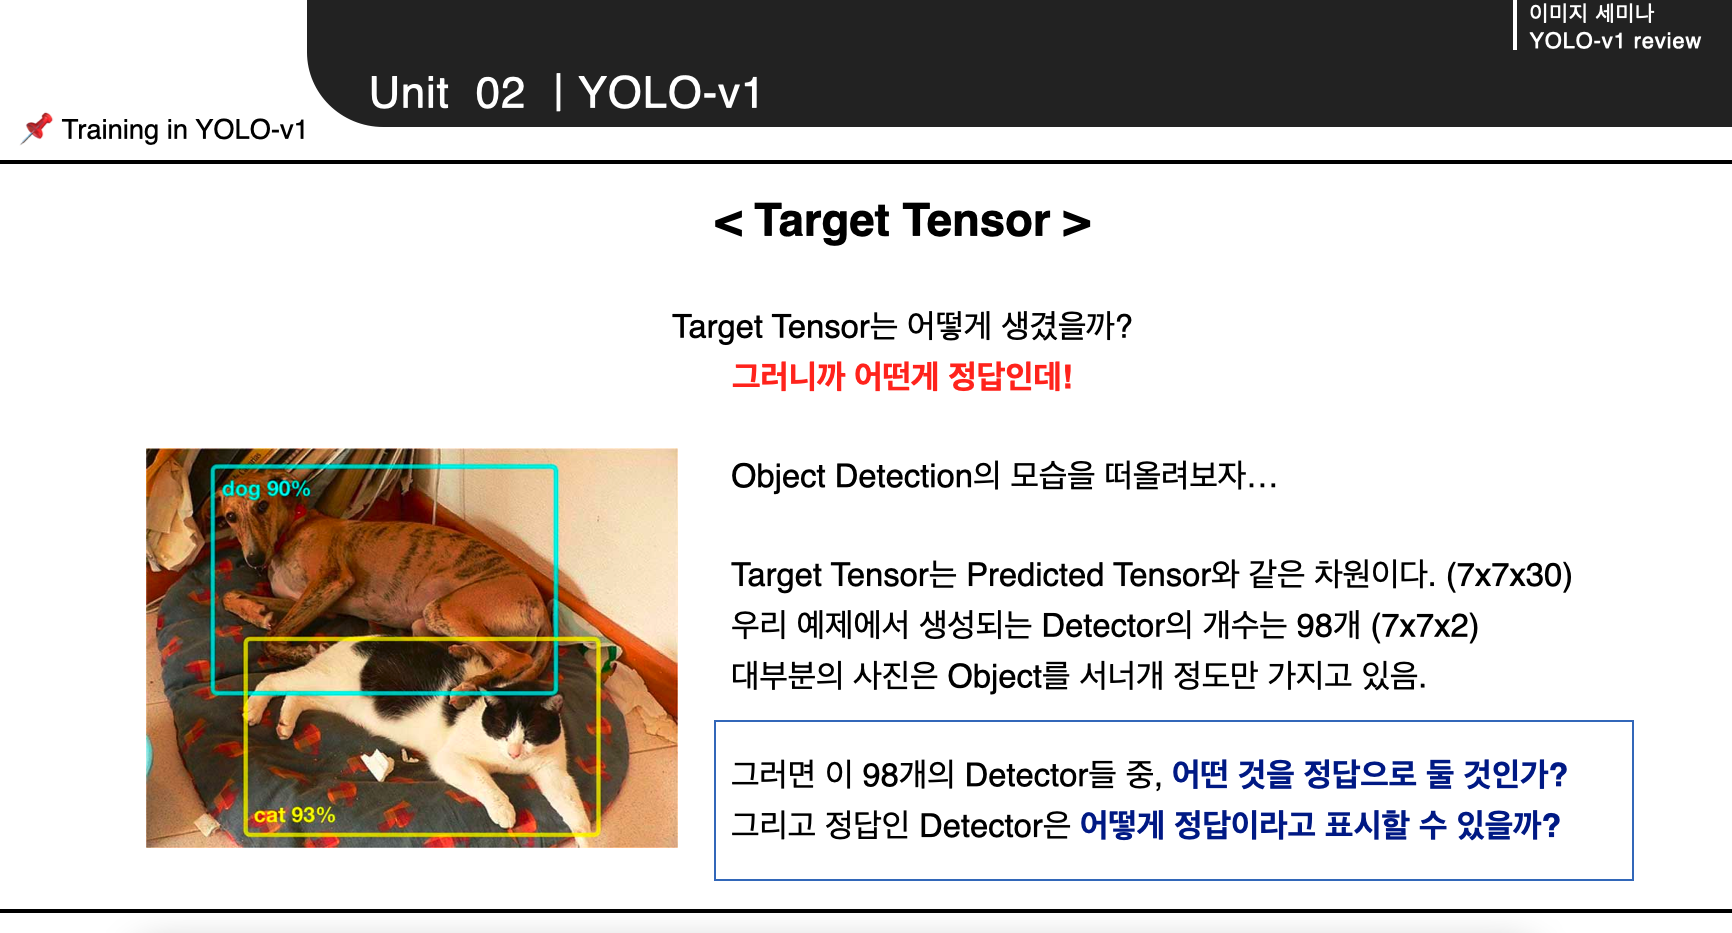 이미지 세미나
YOLO-v1 review
Unit 02 | YOLO-v1
📌 Training in YOLO-v1
< Target Tensor >
Target Tensor는 어떻게 생겼을까?
그러니까 어떤게 정답인데!
Object Detection의 모습을 떠올려보자...
Target Tensor는 Predicted Tensor와 같은 차원이다. (7x7x30)
우리 예제에서 생성되는 Detector의 개수는 98개 (7x7x2)
대부분의 사진은 Object를 서너개 정도만 가지고 있음.
그러면 이 98개의 Detector들 중, 어떤 것을 정답으로 둘 것인가?
그리고 정답인 Detector은 어떻게 정답이라고 표시할 수 있을까?
dog 90%
cat 93%